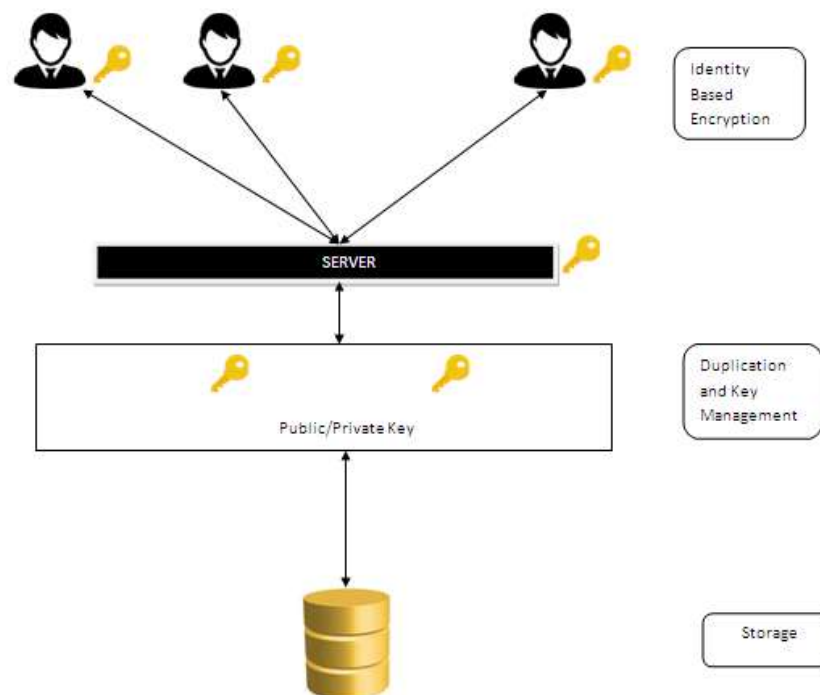 Identity
Based
Encryption
SERVER
Duplication
and Key
Management
Public/Private Key
Storage